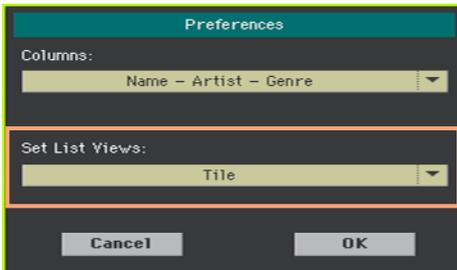 Preferences
Columns:
Name - Artist - Genre
Set List Views:
Tile
Cancel OK